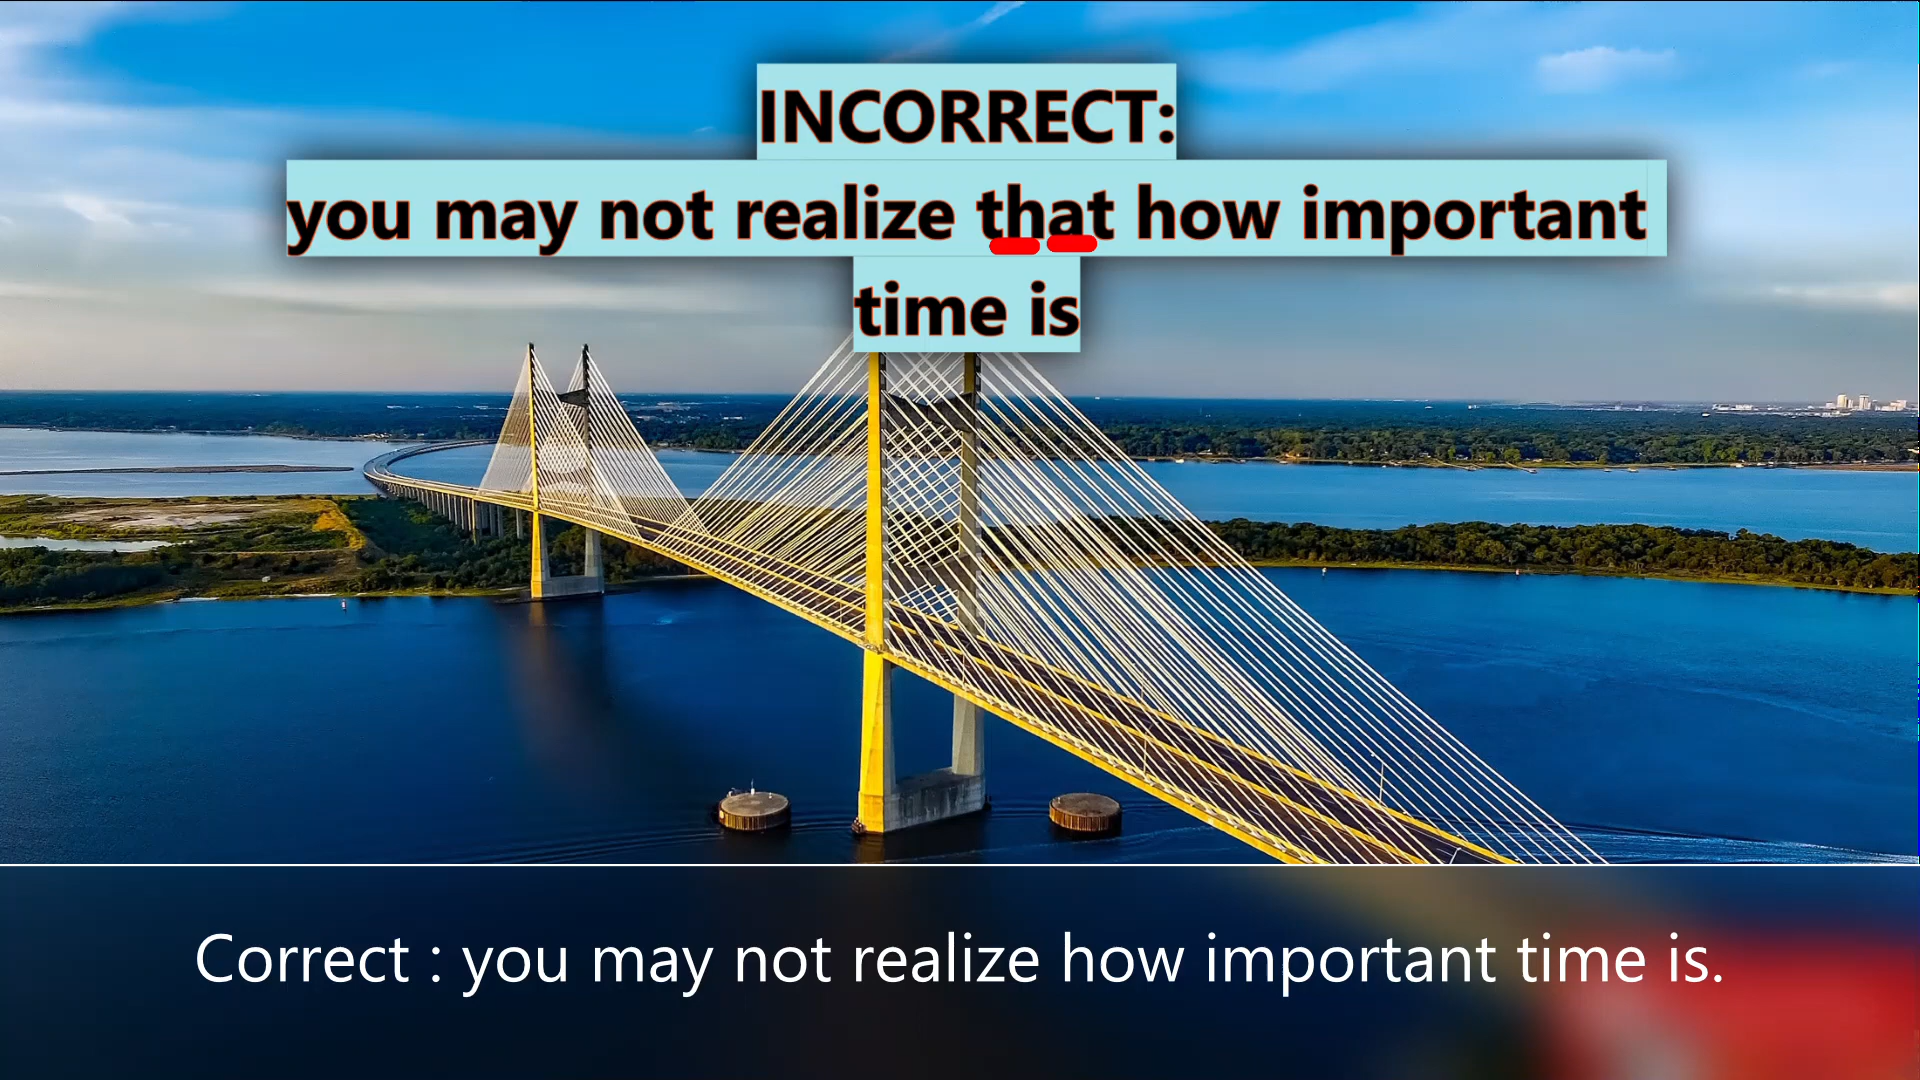 INCORRECT:
you may not realize that how important
time is
Correct : you may not realize how important time is.